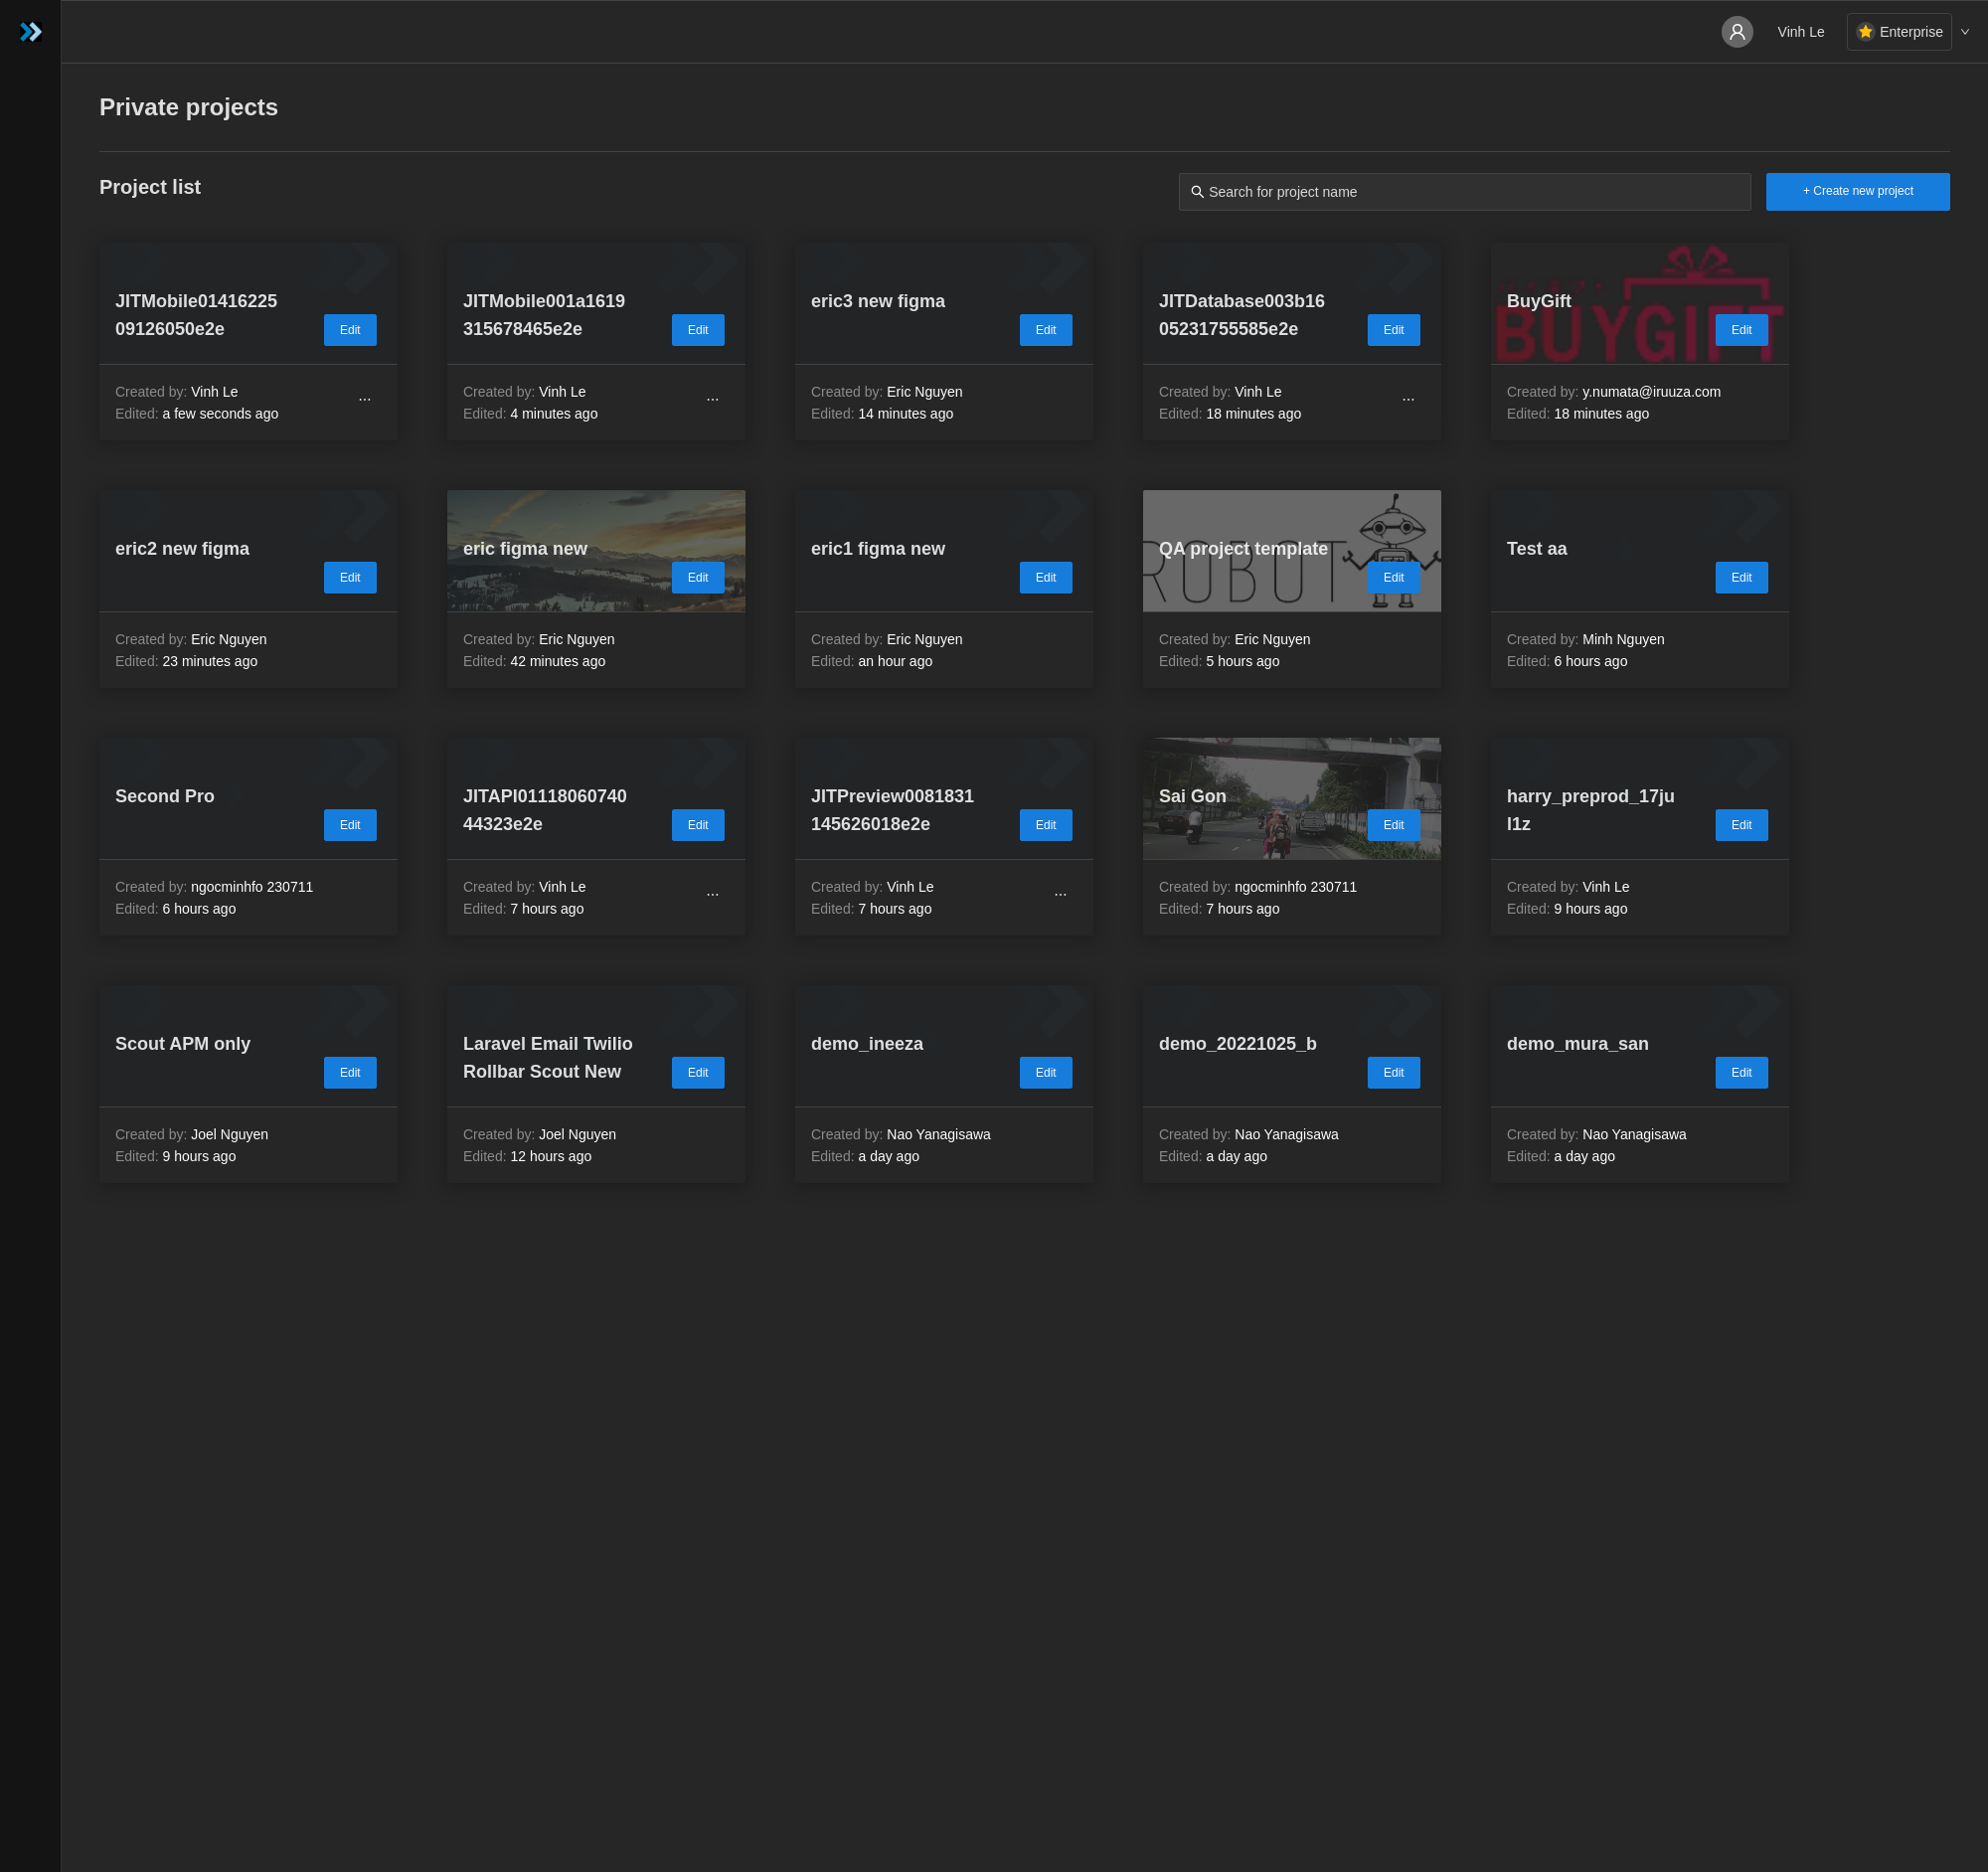 Vinh Le
Enterprise
Private projects
Project list
Search for project name
+ Create new project
JITMobile01416225
09126050e2e
Edit
Created by: Vinh Le
...
Edited: a few seconds ago
JITMobile001a1619
315678465e2e
Edit
Created by: Vinh Le
...
Edited: 4 minutes ago
eric3 new figma
Edit
Created by: Eric Nguyen
Edited: 14 minutes ago
JITDatabase003b16
05231755585e2e
Edit
Created by: Vinh Le
...
Edited: 18 minutes ago
BuyGift
BUYGIFT
Edit
Created by: y.numata@iruuza.com
Edited: 18 minutes ago
eric2 new figma
Edit
Created by: Eric Nguyen
Edited: 23 minutes ago
eric figma new
Edit
Created by: Eric Nguyen
Edited: 42 minutes ago
eric1 figma new
Edit
Created by: Eric Nguyen
Edited: an hour ago
QA project template
ROBOT
Edit
Created by: Eric Nguyen
Edited: 5 hours ago
Test aa
Edit
Created by: Minh Nguyen
Edited: 6 hours ago
Second Pro
Edit
Created by: ngocminhfo 230711
Edited: 6 hours ago
JITAPI01118060740
44323e2e
Edit
Created by: Vinh Le
...
Edited: 7 hours ago
JITPreview0081831
145626018e2e
Edit
Created by: Vinh Le
...
Edited: 7 hours ago
Sai Gon
Edit
Created by: ngocminhfo 230711
Edited: 7 hours ago
harry_preprod_17ju
l1z
Edit
Created by: Vinh Le
Edited: 9 hours ago
Scout APM only
Edit
Created by: Joel Nguyen
Edited: 9 hours ago
Laravel Email Twilio
Rollbar Scout New
Edit
Created by: Joel Nguyen
Edited: 12 hours ago
demo_ineeza
Edit
Created by: Nao Yanagisawa
Edited: a day ago
demo_20221025_b
Edit
Created by: Nao Yanagisawa
Edited: a day ago
demo_mura_san
Edit
Created by: Nao Yanagisawa
Edited: a day ago